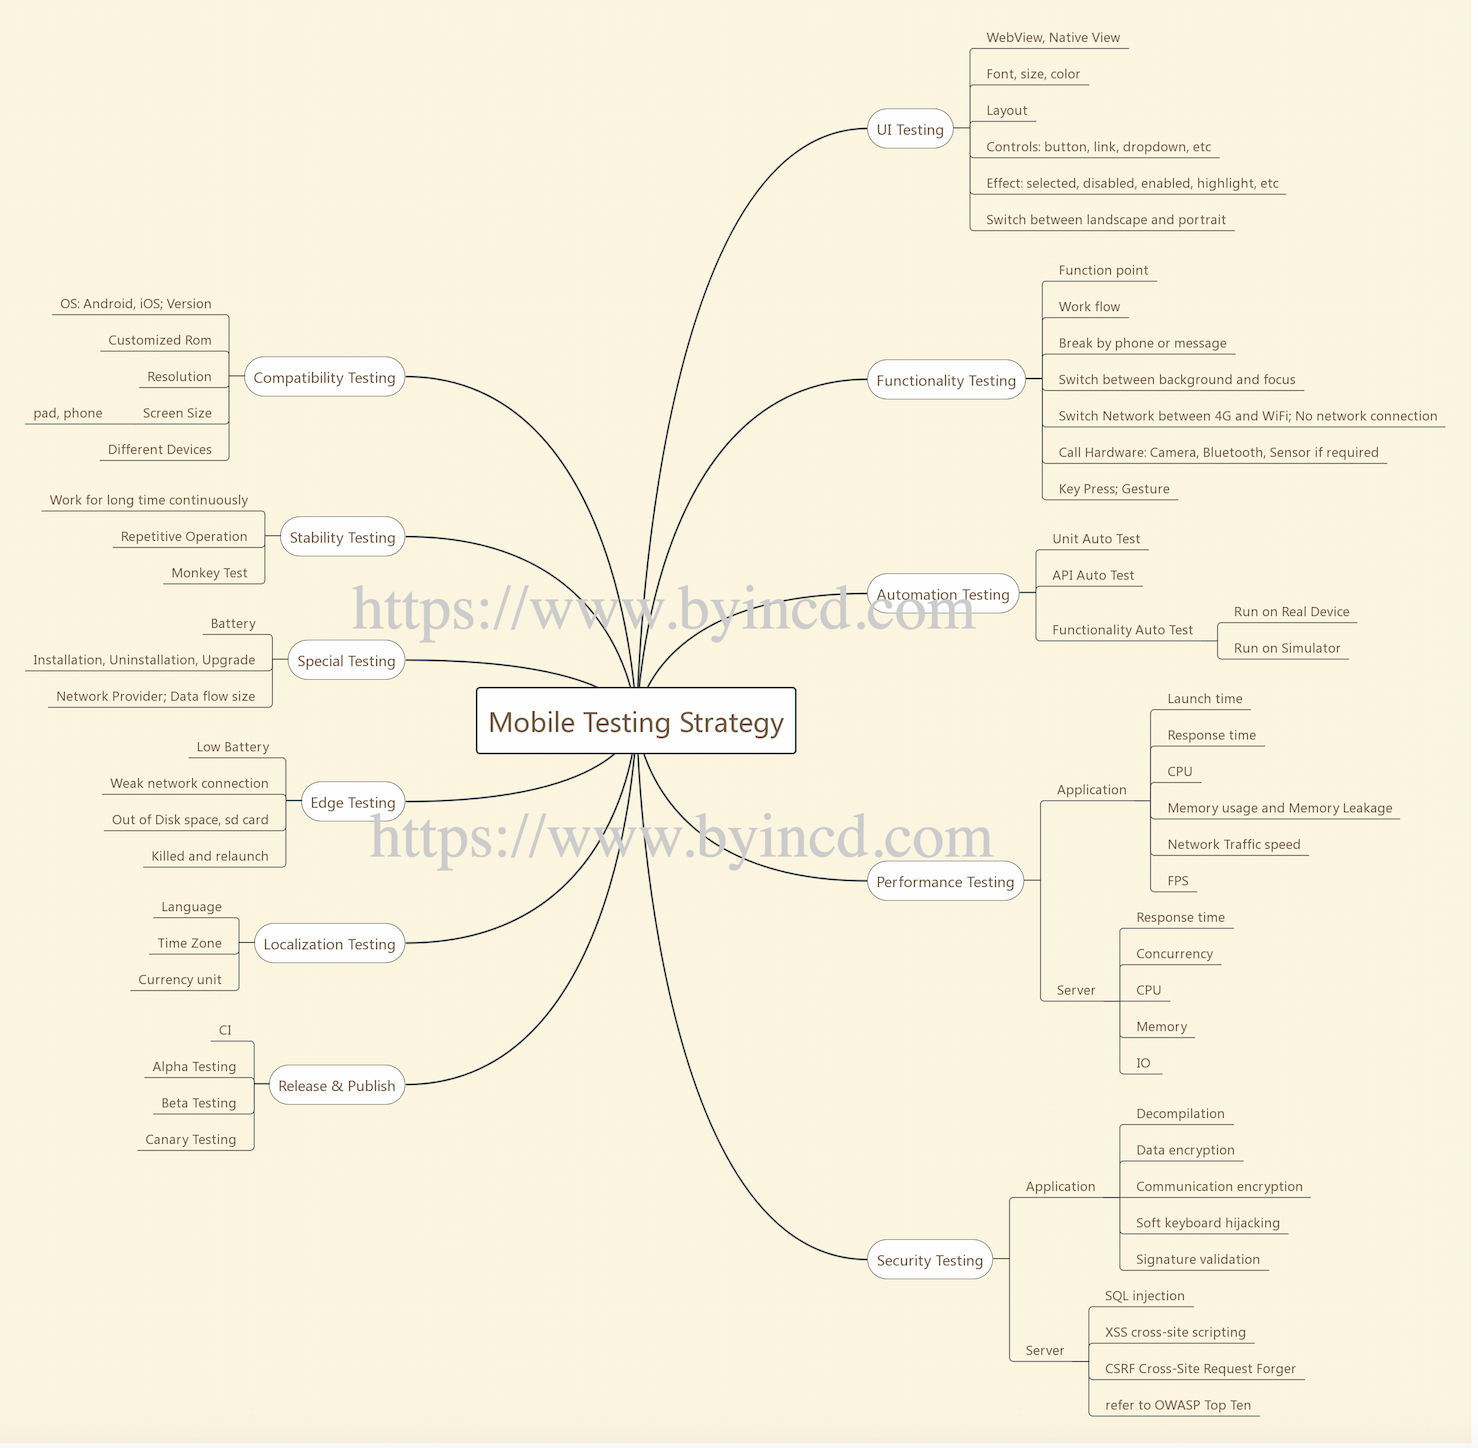 Mobile Testing Strategy
UI Testing
WebView, Native View
Font, size, color
Layout
Controls: button, link, dropdown, etc
Effect: selected, disabled, enabled, highlight, etc
Switch between landscape and portrait
Functionality Testing
Function point
Work flow
Break by phone or message
Switch between background and focus
Switch Network between 4G and WiFi; No network connection
Call Hardware: Camera, Bluetooth, Sensor if required
Key Press; Gesture
Automation Testing
Unit Auto Test
API Auto Test
Functionality Auto Test
Run on Real Device
Run on Simulator
Performance Testing
Application
Launch time
Response time
CPU
Memory usage and Memory Leakage
Network Traffic speed
FPS
Server
Response time
Concurrency
CPU
Memory
IO
Security Testing
Application
Decompilation
Data encryption
Communication encryption
Soft keyboard hijacking
Signature validation
Server
SQL injection
XSS cross-site scripting
CSRF Cross-Site Request Forger
refer to OWASP Top Ten
Compatibility Testing
OS: Android, iOS; Version
Customized Rom
Resolution
Screen Size
pad, phone
Different Devices
Stability Testing
Work for long time continuously
Repetitive Operation
Monkey Test
Special Testing
Battery
Installation, Uninstallation, Upgrade
Network Provider; Data flow size
Edge Testing
Low Battery
Weak network connection
Out of Disk space, sd card
Killed and relaunch
Localization Testing
Language
Time Zone
Currency unit
Release & Publish
CI
Alpha Testing
Beta Testing
Canary Testing
https://www.byincd.com
https://www.byincd.com